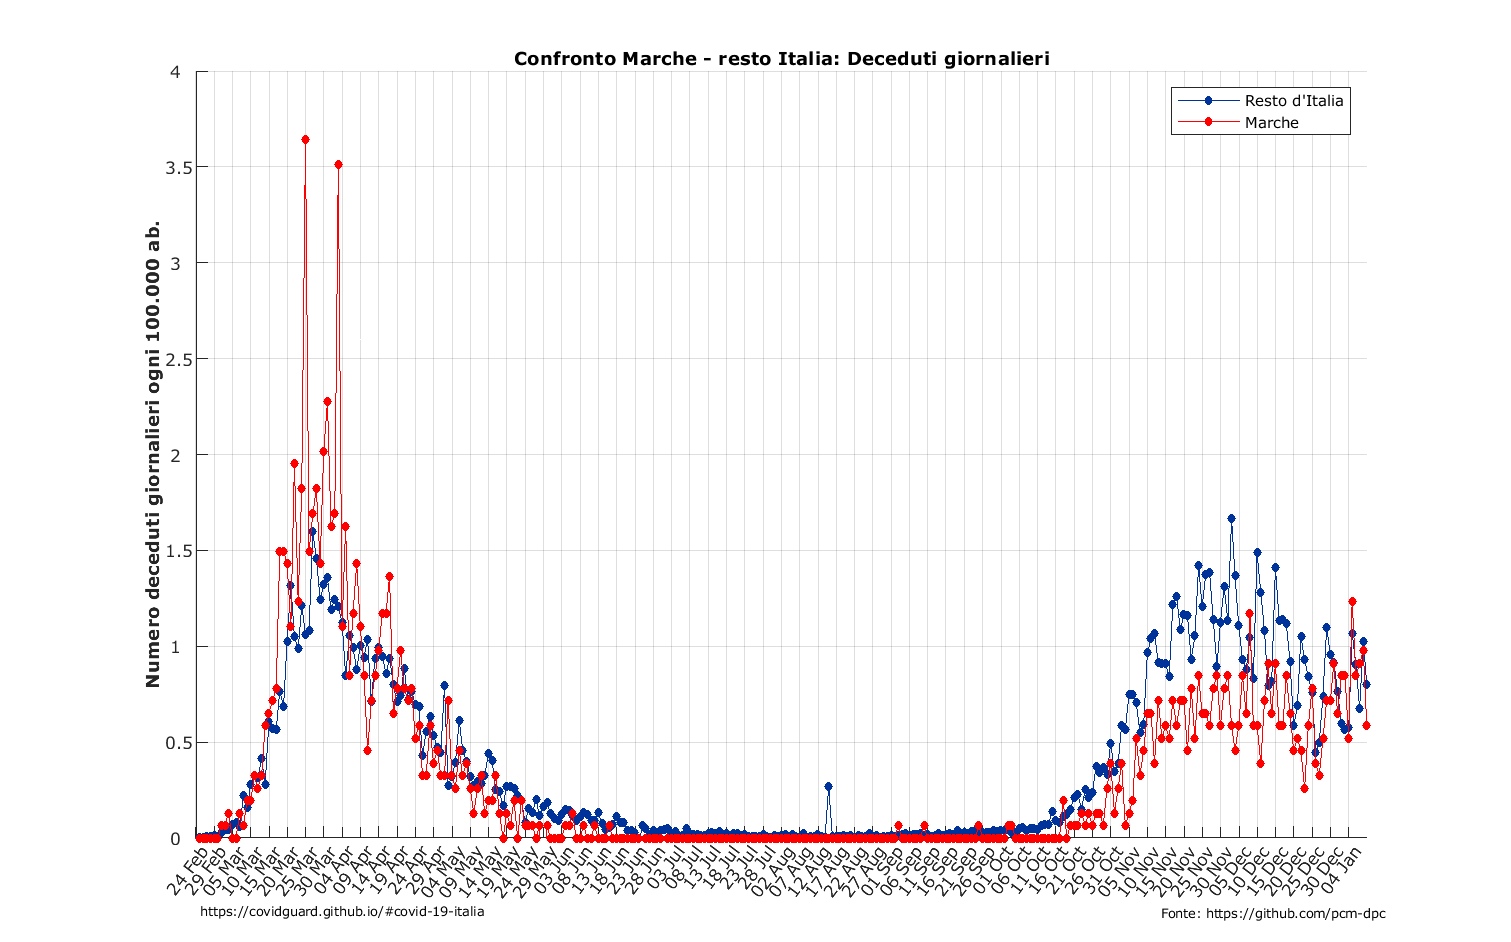 Confronto Marche - resto Italia: Deceduti giornalieri
Resto d'Italia
Marche
Numero deceduti giornalieri ogni 100.000 ab.
4
3.5
3
2.5
2
1.5
1
0.5
0
24 Feb
29 Feb
05 Mar
10 Mar
15 Mar
20 Mar
25 Mar
30 Mar
04 Apr
09 Apr
14 Apr
19 Apr
24 Apr
29 Apr
04 May
09 May
14 May
19 May
24 May
29 May
03 Jun
08 Jun
13 Jun
18 Jun
23 Jun
28 Jun
03 Jul
08 Jul
13 Jul
18 Jul
23 Jul
28 Jul
02 Aug
07 Aug
12 Aug
17 Aug
22 Aug
27 Aug
01 Sep
06 Sep
11 Sep
16 Sep
21 Sep
26 Sep
01 Oct
06 Oct
11 Oct
16 Oct
21 Oct
26 Oct
31 Oct
05 Nov
10 Nov
15 Nov
20 Nov
25 Nov
30 Nov
05 Dec
10 Dec
15 Dec
20 Dec
25 Dec
30 Dec
04 Jan
https://covidguard.github.io/#covid-19-italia
Fonte: https://github.com/pcm-dpc